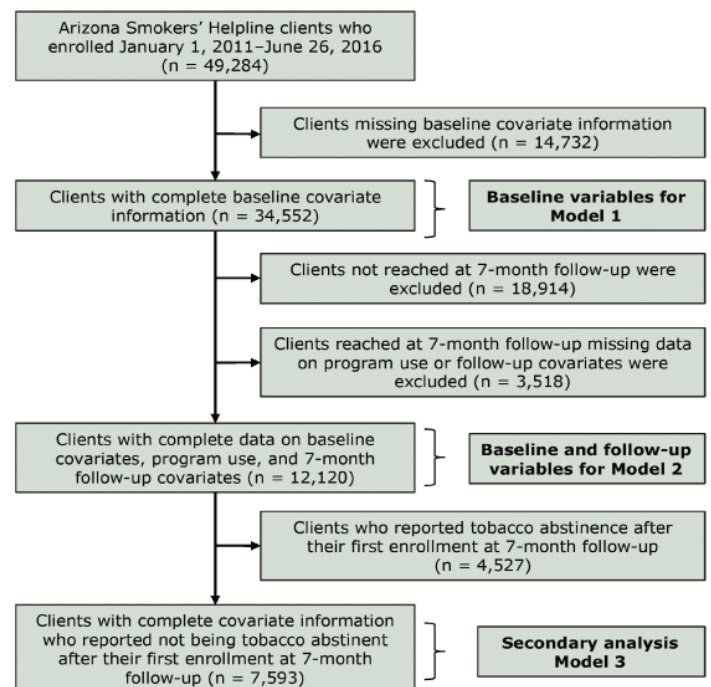 Arizona Smokers’ Helpline clients who
enrolled January 1, 2011–June 26, 2016
(n = 49,284)
Clients missing baseline covariate information
were excluded (n = 14,732)
Clients with complete baseline covariate
information (n = 34,552)
Baseline variables for
Model 1
Clients not reached at 7-month follow-up were
excluded (n = 18,914)
Clients reached at 7-month follow-up missing data
on program use or follow-up covariates were
excluded (n = 3,518)
Clients with complete data on baseline
covariates, program use, and 7-month
follow-up covariates (n = 12,120)
Baseline and follow-up
variables for Model 2
Clients who reported tobacco abstinence after
their first enrollment at 7-month follow-up
(n = 4,527)
Clients with complete covariate information
who reported not being tobacco abstinent
after their first enrollment at 7-month
follow-up (n = 7,593)
Secondary analysis
Model 3